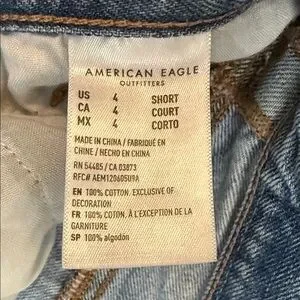 AMERICAN EAGLE
OUTFITTERS
US 4 SHORT
CA 4 COURT
MX 4 CORTO
MADE IN CHINA / FABRIQUÉ EN
CHINE / HECHO EN CHINA
RN 54485 / CA 03873
RFC# AEM120605U9A
EN 100% COTTON. EXCLUSIVE OF
DECORATION
FR 100% COTON. À L'EXCEPTION DE LA
GARNITURE
SP 100% algodón